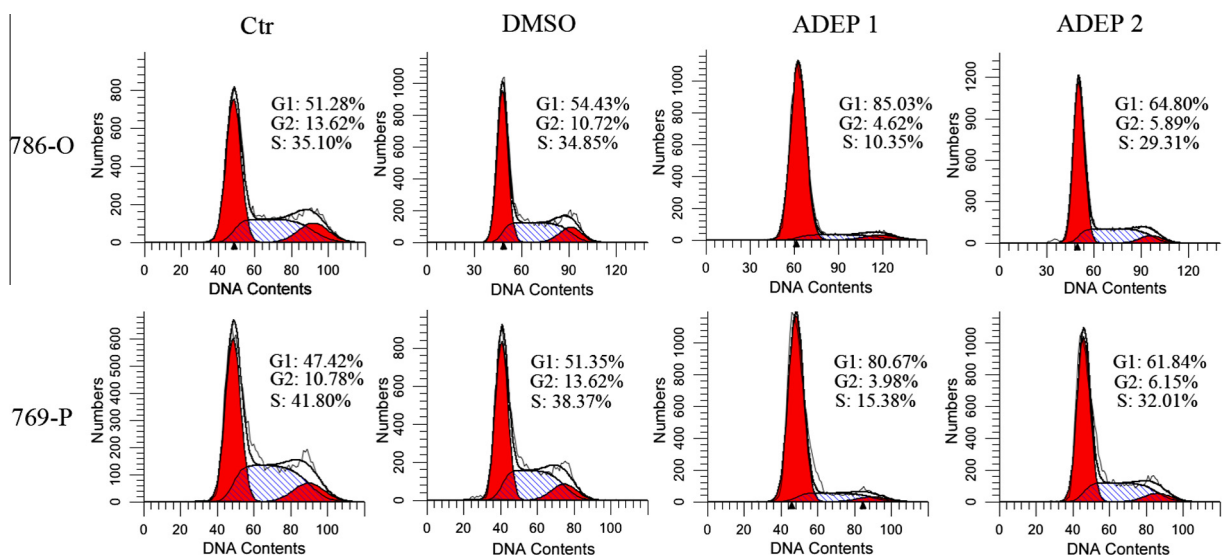 Ctr DMSO ADEP 1 ADEP 2
786-O
Numbers
0 200 400 600 800
G1: 51.28%
G2: 13.62%
S: 35.10%
0 20 40 60 80 100
DNA Contents
Numbers
0 200 400 600 800 1000
G1: 54.43%
G2: 10.72%
S: 34.85%
0 30 60 90 120
DNA Contents
Numbers
0 200 400 600 800 1000
G1: 85.03%
G2: 4.62%
S: 10.35%
0 30 60 90 120
DNA Contents
Numbers
0 300 600 900 1200
G1: 64.80%
G2: 5.89%
S: 29.31%
0 30 60 90 120
DNA Contents
769-P
Numbers
0 100 200 300 400 500 600
G1: 47.42%
G2: 10.78%
S: 41.80%
0 20 40 60 80 100
DNA Contents
Numbers
0 200 400 600 800
G1: 51.35%
G2: 13.62%
S: 38.37%
0 20 40 60 80 100
DNA Contents
Numbers
0 200 400 600 800 1000
G1: 80.67%
G2: 3.98%
S: 15.38%
0 20 40 60 80 100
DNA Contents
Numbers
0 200 400 600 800 1000
G1: 61.84%
G2: 6.15%
S: 32.01%
0 20 40 60 80 100
DNA Contents